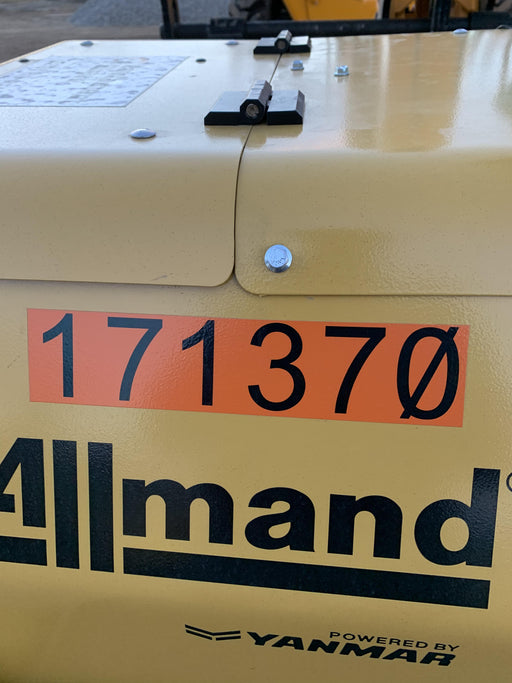 17137Ø
Allmand
POWERED BY
YANMAR